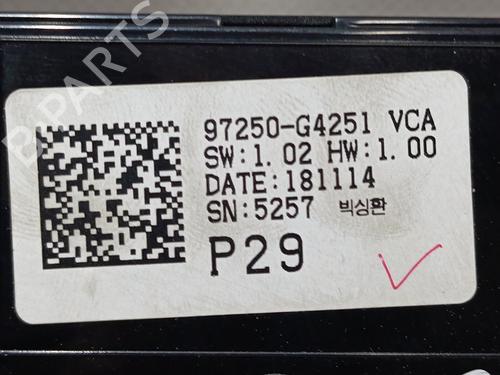 97250-G4251 VCA
SW:1. 02 HW:1. 00
DATE:181114
SN:5257 빅싱환
P29
B-PARTS